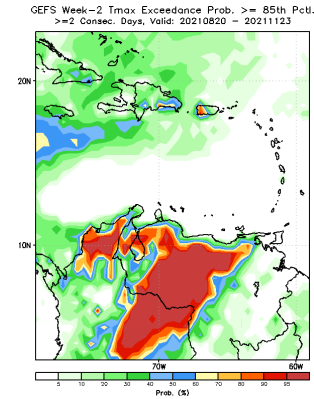 GEFS Week-2 Tmax Exceedance Prob. >= 85th Pctl.
>=2 Consec. Days, Valid: 20210820 - 20211123
20N
10N
70W 60W
5 10 20 30 40 50 60 70 80 90 95
Prob. (%)